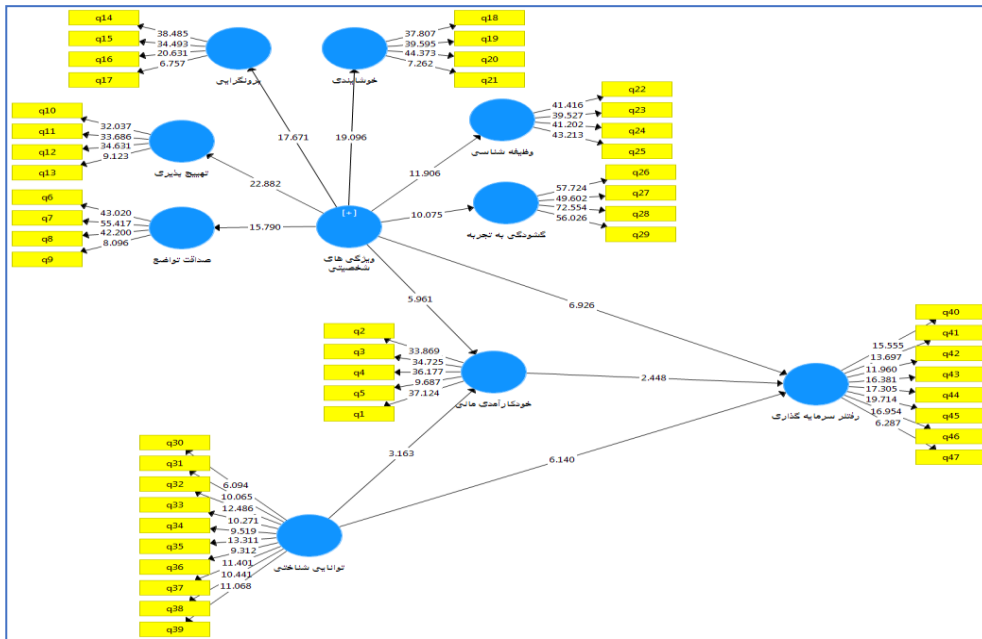 q14
q15
q16
q17
38.485
34.493
20.631
6.757
برونگرایی
q18
q19
q20
q21
37.807
39.595
44.373
7.262
خوشایندی
q22
q23
q24
q25
41.416
39.527
41.202
43.213
وظیفه شناسی
q10
q11
q12
q13
32.037
33.686
34.631
9.123
تهییج پذیری
q26
q27
q28
q29
57.724
49.602
72.554
56.026
گشودگی به تجربه
q6
q7
q8
q9
43.020
55.417
42.200
8.096
صداقت تواضع
17.671
19.096
11.906
22.882
10.075
15.790
[+]
ویژگی های
شخصیتی
5.961
6.926
q2
q3
q4
q5
q1
33.869
34.725
36.177
9.687
37.124
خودکارآمدی مالی
2.448
q40
q41
q42
q43
q44
q45
q46
q47
15.555
13.697
11.960
16.381
17.305
19.714
16.954
6.287
رفتتر سرمایه گذاری
3.163
6.140
q30
q31
q32
q33
q34
q35
q36
q37
q38
q39
6.094
10.065
12.486
10.271
9.519
13.311
9.312
11.401
10.441
11.068
توانایی شناختی